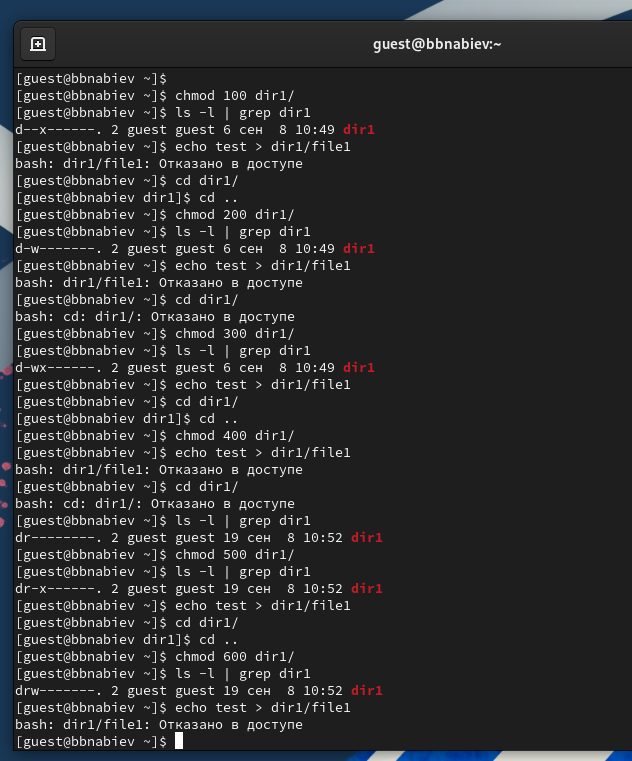 guest@bbnabiev:~
[guest@bbnabiev ~]$
[guest@bbnabiev ~]$ chmod 100 dir1/
[guest@bbnabiev ~]$ ls -l | grep dir1
d--x------. 2 guest guest 6 сен  8 10:49 dir1
[guest@bbnabiev ~]$ echo test > dir1/file1
bash: dir1/file1: Отказано в доступе
[guest@bbnabiev ~]$ cd dir1/
[guest@bbnabiev dir1]$ cd ..
[guest@bbnabiev ~]$ chmod 200 dir1/
[guest@bbnabiev ~]$ ls -l | grep dir1
d-w-------. 2 guest guest 6 сен  8 10:49 dir1
[guest@bbnabiev ~]$ echo test > dir1/file1
bash: dir1/file1: Отказано в доступе
[guest@bbnabiev ~]$ cd dir1/
bash: cd: dir1/: Отказано в доступе
[guest@bbnabiev ~]$ chmod 300 dir1/
[guest@bbnabiev ~]$ ls -l | grep dir1
d-wx------. 2 guest guest 6 сен  8 10:49 dir1
[guest@bbnabiev ~]$ echo test > dir1/file1
[guest@bbnabiev ~]$ cd dir1/
[guest@bbnabiev dir1]$ cd ..
[guest@bbnabiev ~]$ chmod 400 dir1/
[guest@bbnabiev ~]$ echo test > dir1/file1
bash: dir1/file1: Отказано в доступе
[guest@bbnabiev ~]$ cd dir1/
bash: cd: dir1/: Отказано в доступе
[guest@bbnabiev ~]$ ls -l | grep dir1
dr--------. 2 guest guest 19 сен  8 10:52 dir1
[guest@bbnabiev ~]$ chmod 500 dir1/
[guest@bbnabiev ~]$ ls -l | grep dir1
dr-x------. 2 guest guest 19 сен  8 10:52 dir1
[guest@bbnabiev ~]$ echo test > dir1/file1
[guest@bbnabiev ~]$ cd dir1/
[guest@bbnabiev dir1]$ cd ..
[guest@bbnabiev ~]$ chmod 600 dir1/
[guest@bbnabiev ~]$ ls -l | grep dir1
drw-------. 2 guest guest 19 сен  8 10:52 dir1
[guest@bbnabiev ~]$ echo test > dir1/file1
bash: dir1/file1: Отказано в доступе
[guest@bbnabiev ~]$